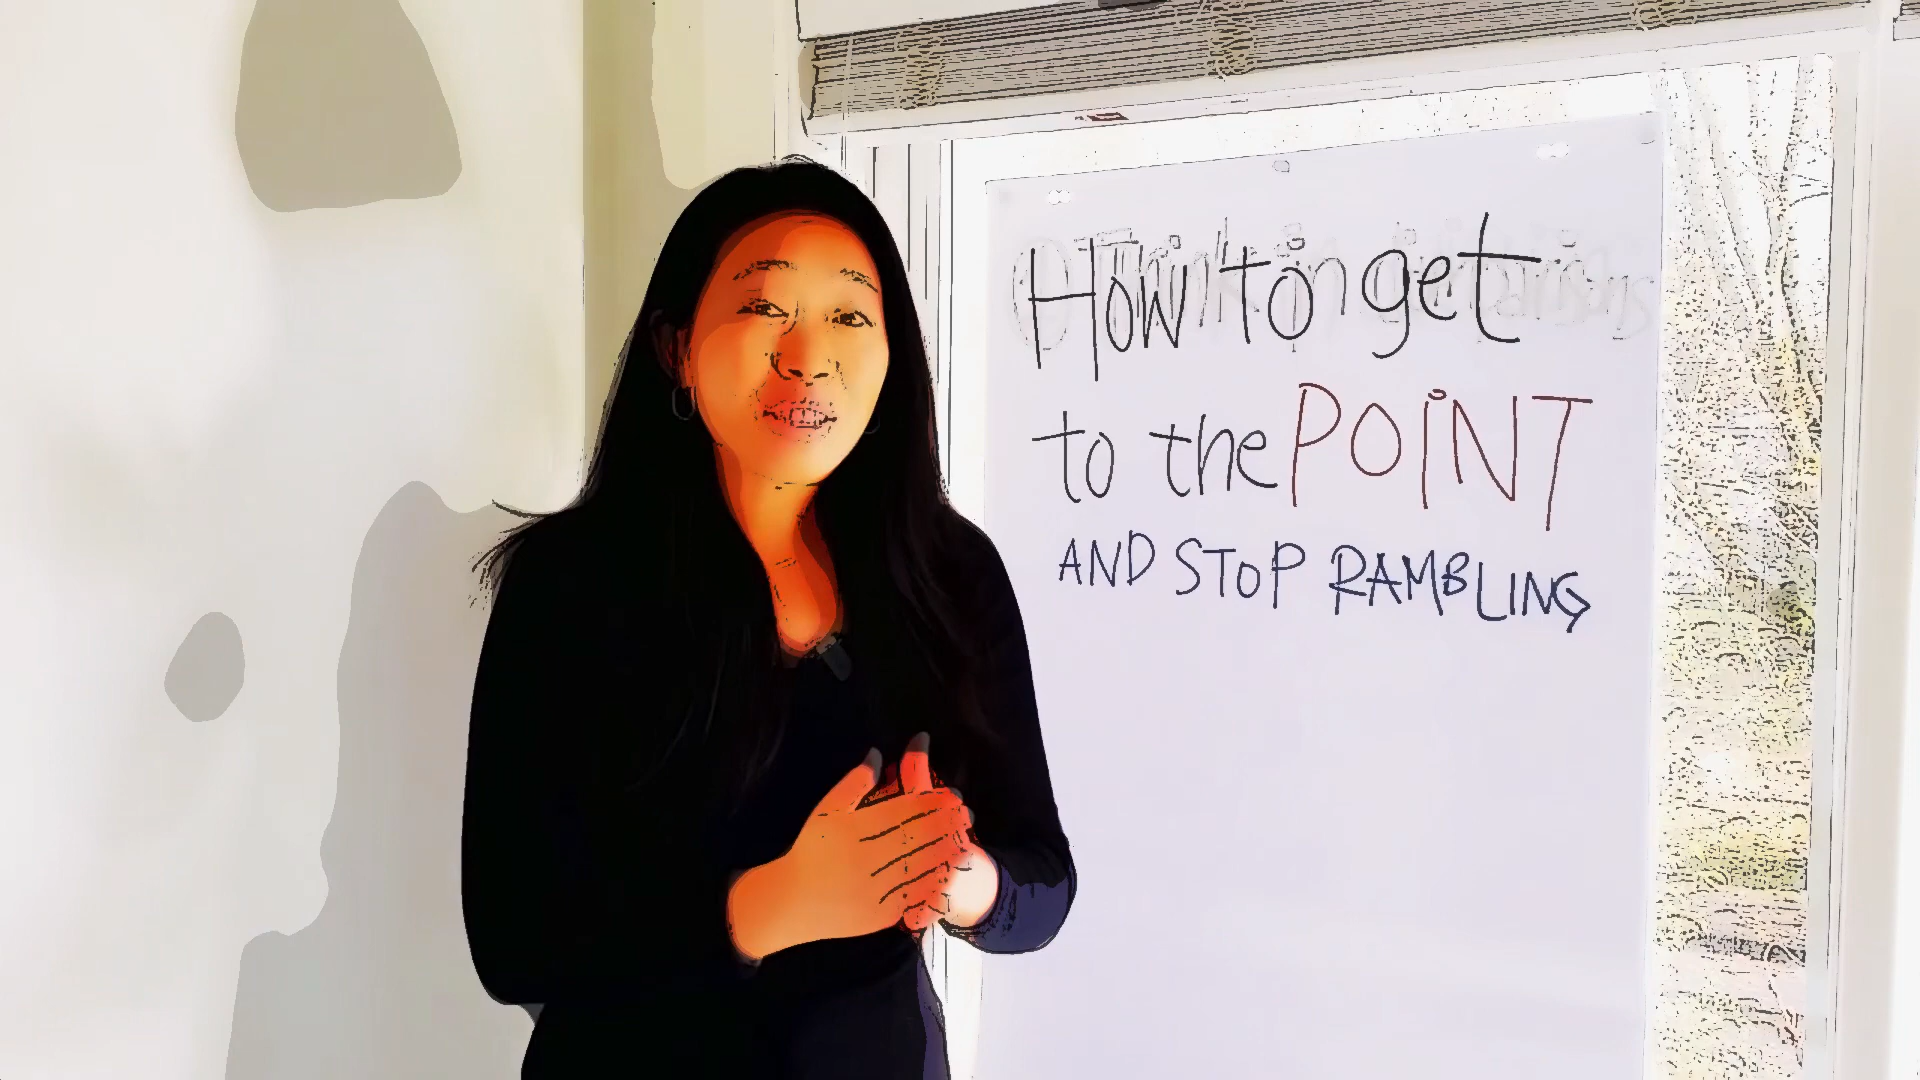 How to get
to the POINT
AND STOP RAMBLING